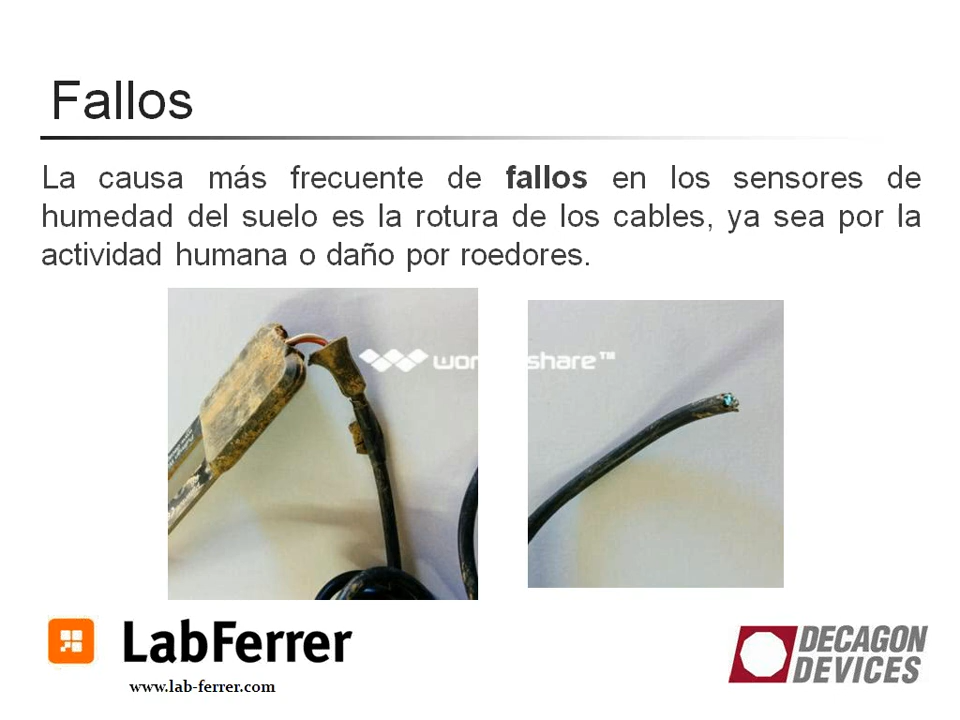 Fallos
La causa más frecuente de fallos en los sensores de
humedad del suelo es la rotura de los cables, ya sea por la
actividad humana o daño por roedores.
share™
LabFerrer
www.lab-ferrer.com
DECAGON
DEVICES